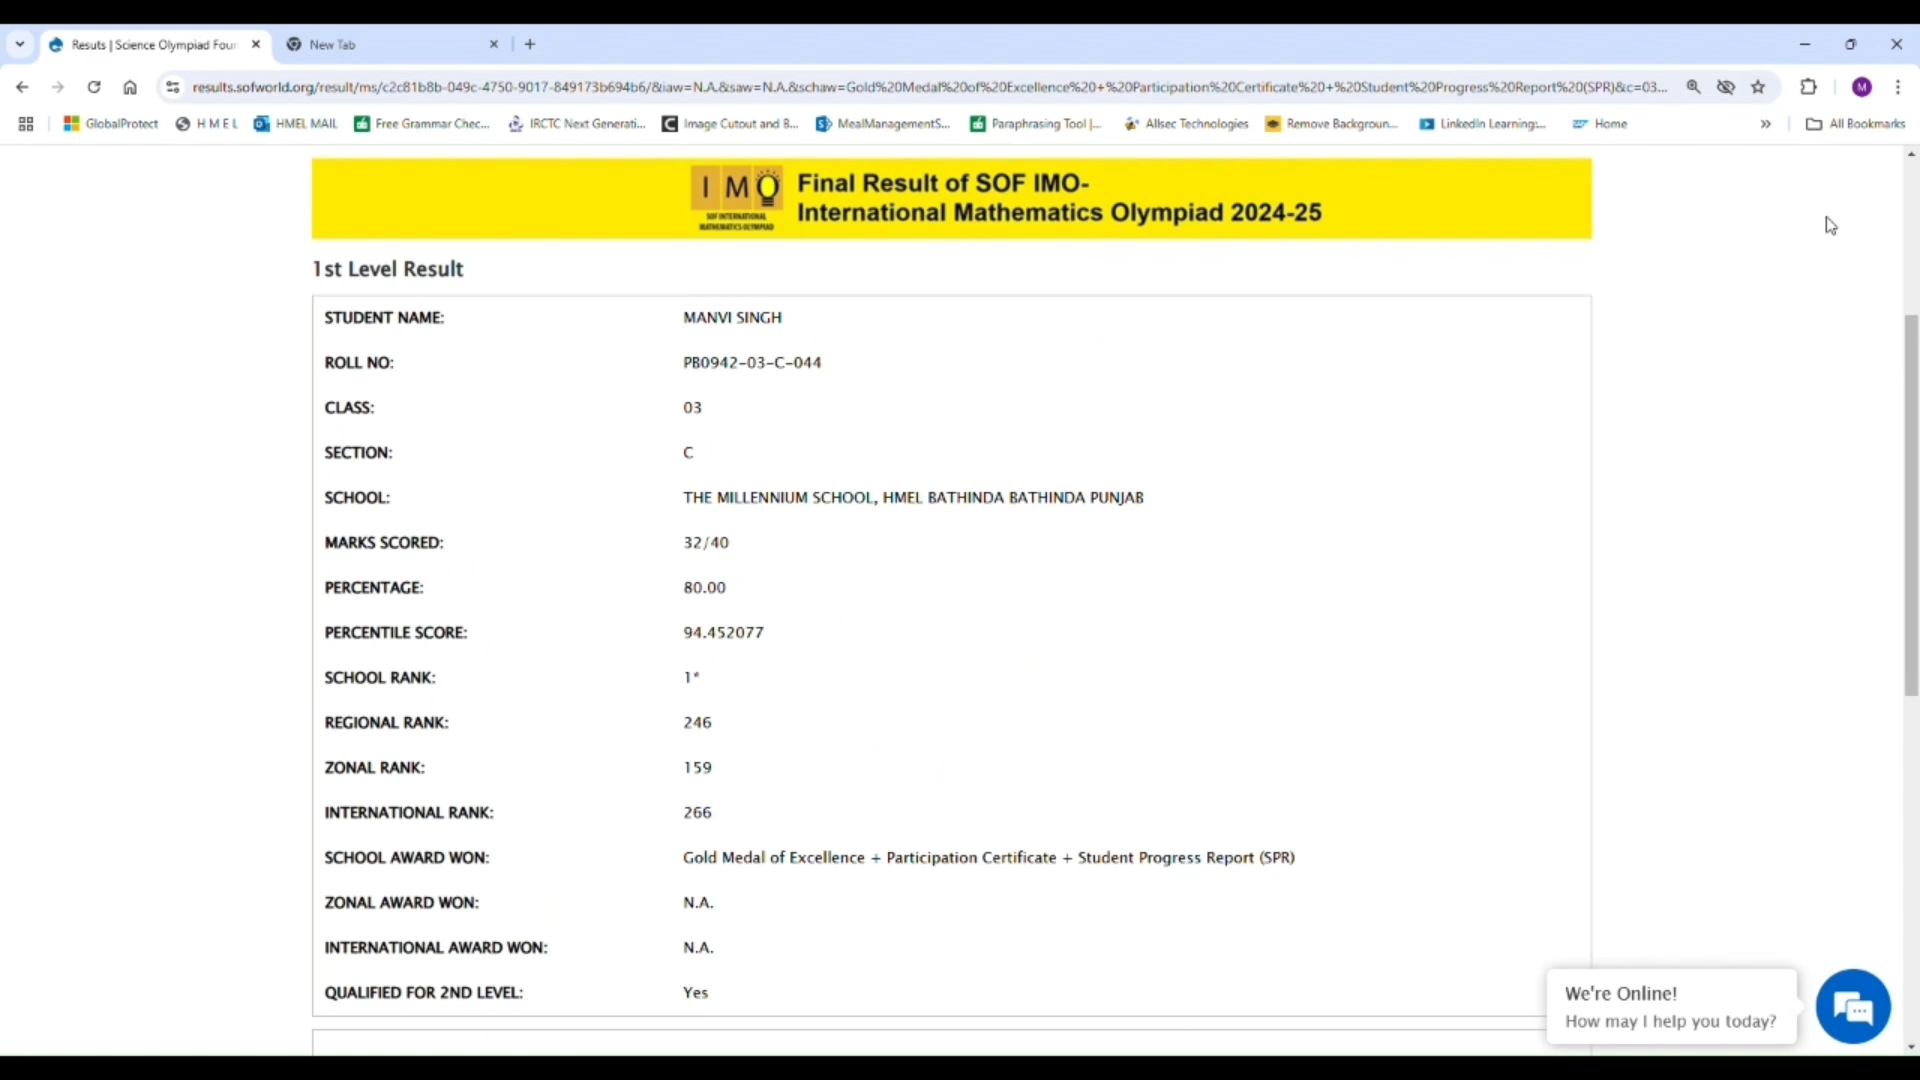 Resuts | Science Olympiad Four
New Tab
results.sofworld.org/result/ms/c2c81b8b-049c-4750-9017-849173b694b6/&iaw=N.A.&saw=N.A.&schaw=Gold%20Medal%20of%20Excellence%20+%20Participation%20Certificate%20+%20Student%20Progress%20Report%20(SPR)&c=03...
M
GlobalProtect H M E L HMEL MAIL Free Grammar Chec... IRCTC Next Generati... Image Cutout and B... MealManagementS... Paraphrasing Tool |... Allsec Technologies Remove Backgroun... LinkedIn Learning:... Home » All Bookmarks
I M O
SOF INTERNATIONAL
MATHEMATICS OLYMPIAD
Final Result of SOF IMO-
International Mathematics Olympiad 2024-25
1st Level Result
STUDENT NAME: MANVI SINGH
ROLL NO: PB0942-03-C-044
CLASS: 03
SECTION: C
SCHOOL: THE MILLENNIUM SCHOOL, HMEL BATHINDA BATHINDA PUNJAB
MARKS SCORED: 32/40
PERCENTAGE: 80.00
PERCENTILE SCORE: 94.452077
SCHOOL RANK: 1*
REGIONAL RANK: 246
ZONAL RANK: 159
INTERNATIONAL RANK: 266
SCHOOL AWARD WON: Gold Medal of Excellence + Participation Certificate + Student Progress Report (SPR)
ZONAL AWARD WON: N.A.
INTERNATIONAL AWARD WON: N.A.
QUALIFIED FOR 2ND LEVEL: Yes
We're Online!
How may I help you today?